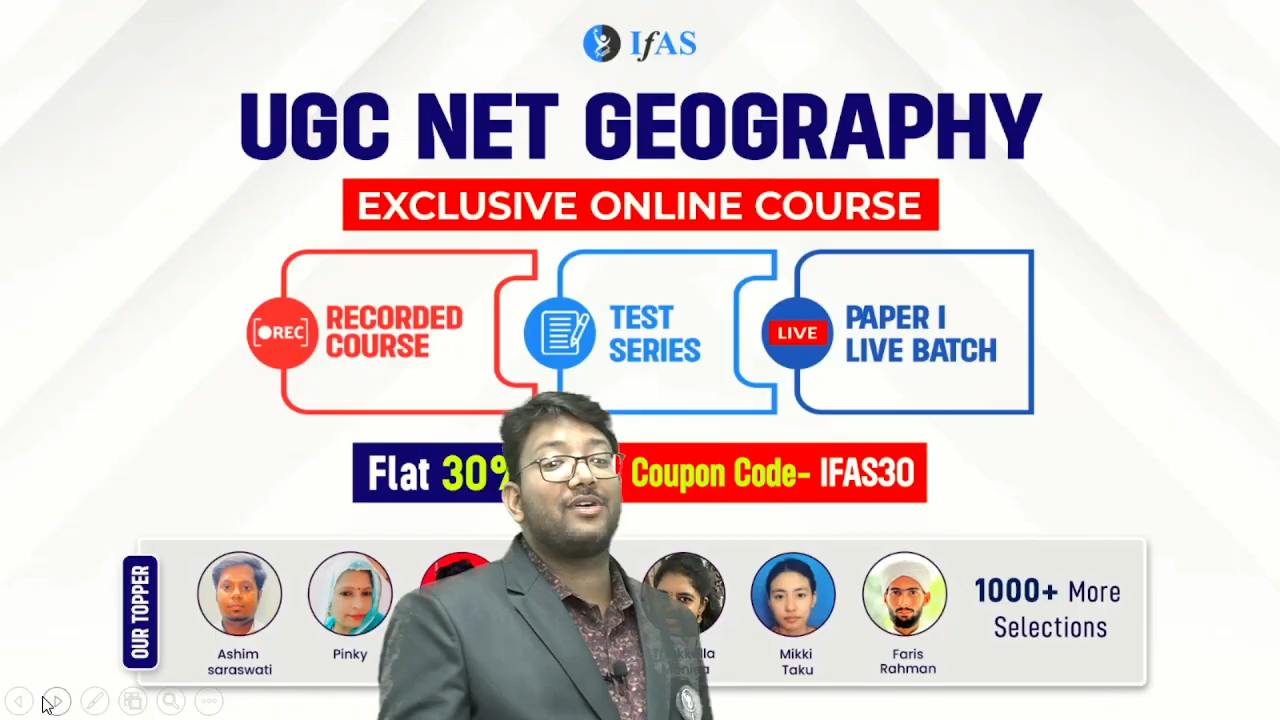 IfAS
UGC NET GEOGRAPHY
EXCLUSIVE ONLINE COURSE
REC
RECORDED
COURSE
TEST
SERIES
LIVE
PAPER I
LIVE BATCH
Flat 30%
Coupon Code- IFAS30
OUR TOPPER
Ashim
saraswati
Pinky
Mikki
Taku
Faris
Rahman
1000+ More
Selections